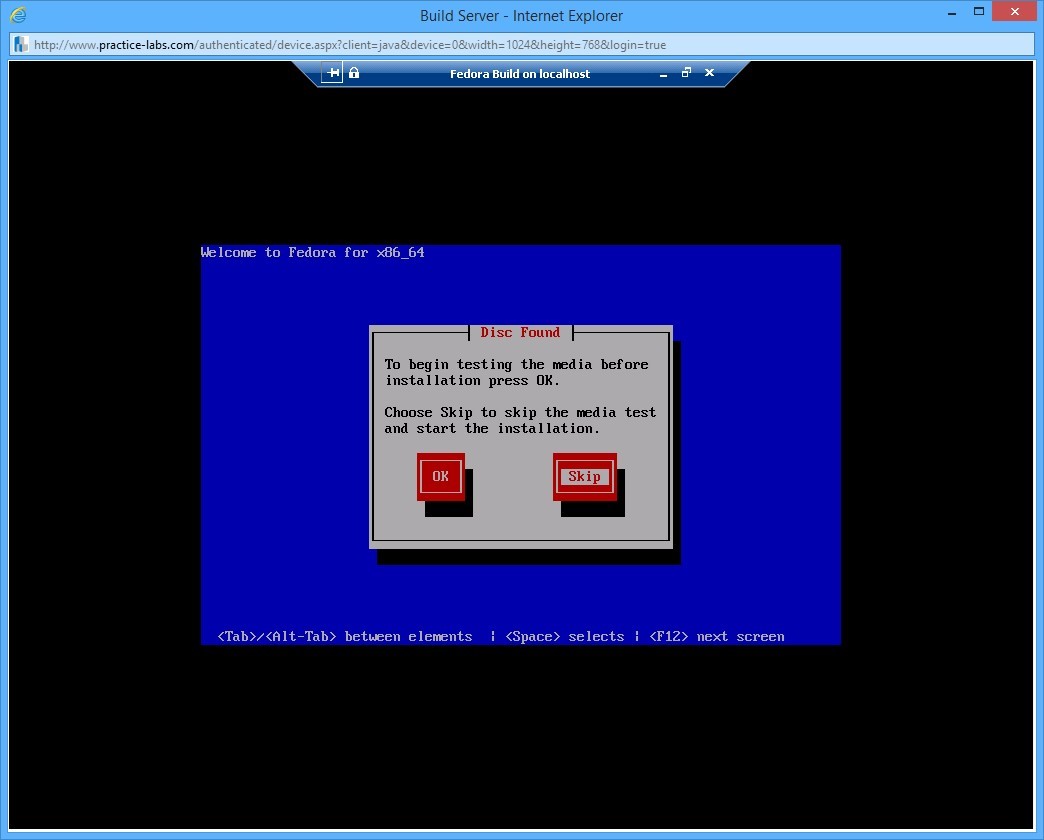 Build Server - Internet Explorer
http://www.practice-labs.com/authenticated/device.aspx?client=java&device=0&width=1024&height=768&login=true
Fedora Build on localhost
Welcome to Fedora for x86_64
Disc Found
To begin testing the media before
installation press OK.
Choose Skip to skip the media test
and start the installation.
OK Skip
<Tab>/<Alt-Tab> between elements | <Space> selects | <F12> next screen